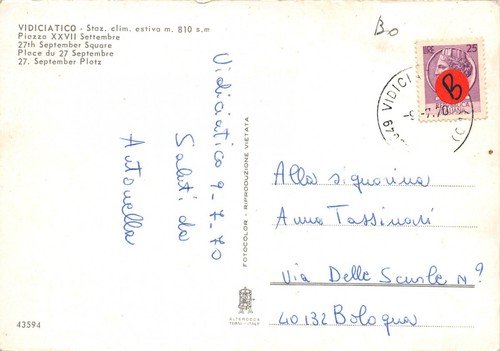 VIDICIATICO - Staz. clim. estiva m. 810 s.m
Piazza XXVII Settembre
27th September Square
Place du 27 Septembre
27. September Plotz
Vidiciatico 9-7-70
Saluti da
Antonella
FOTOCOLOR - RIPRODUZIONE VIETATA
Bo
LIRE 25
B
VIDICI
7.70
Alla signorina
Anna Tassinari
Via Delle Scuole N°
40132 Bologna
ALTEROCCA
TERNI - ITALY
43594